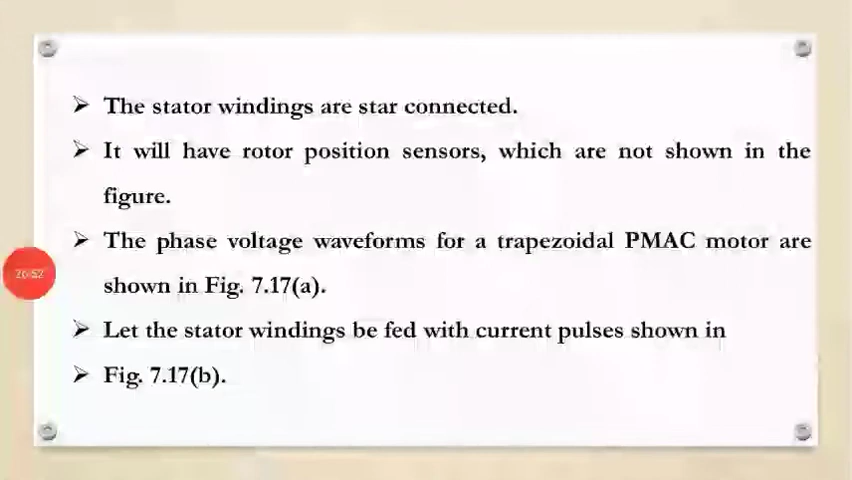 ➢ The stator windings are star connected.
➢ It will have rotor position sensors, which are not shown in the
figure.
➢ The phase voltage waveforms for a trapezoidal PMAC motor are
shown in Fig. 7.17(a).
➢ Let the stator windings be fed with current pulses shown in
➢ Fig. 7.17(b).
20:52